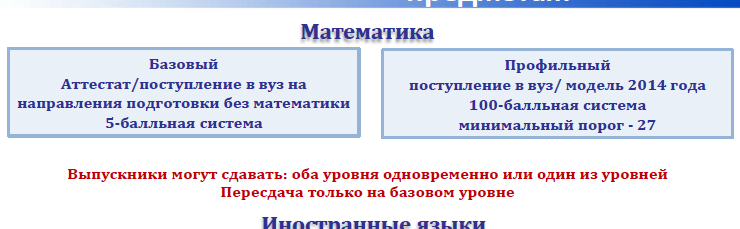 Математика
Базовый
Аттестат/поступление в вуз на
направления подготовки без математики
5-балльная система
Профильный
поступление в вуз/ модель 2014 года
100-балльная система
минимальный порог - 27
Выпускники могут сдавать: оба уровня одновременно или один из уровней
Пересдача только на базовом уровне
Иностранные языки